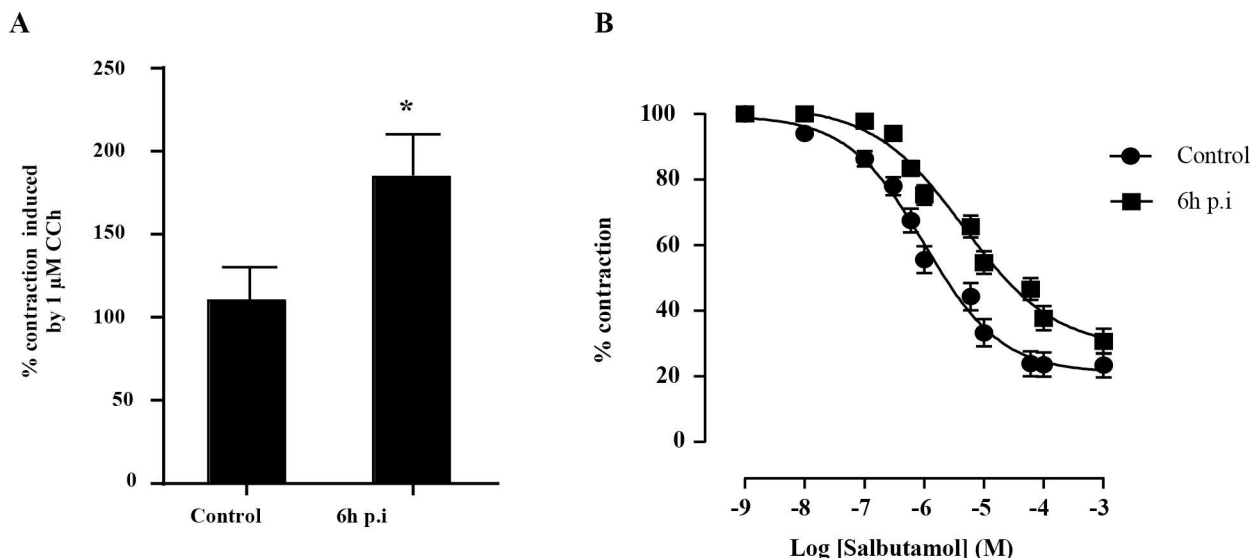 A
% contraction induced
by 1 µM CCh
250
200
150
100
50
0
*
Control
6h p.i
B
% contraction
100
80
60
40
20
0
Control
6h p.i
-9
-8
-7
-6
-5
-4
-3
Log [Salbutamol] (M)